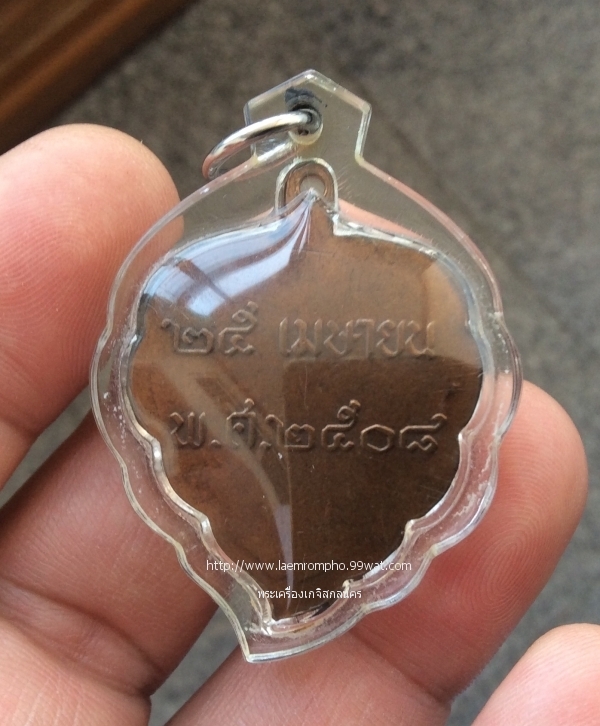 ๒๕ เมษายน
พ.ศ.๒๕๐๘
http://www.laemrompho.99wat.com
พระเครื่องเกจิสกลนคร